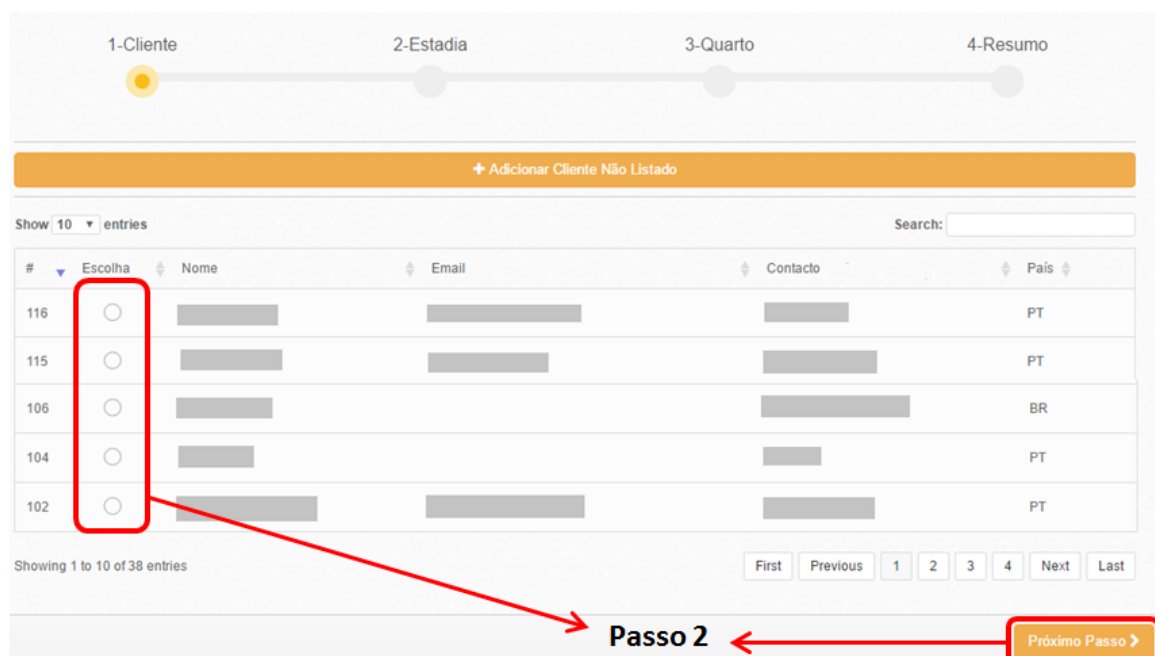 1-Cliente 2-Estadia 3-Quarto 4-Resumo
+ Adicionar Cliente Não Listado
Show 10 entries Search:
# Escolha Nome Email Contacto País
116 PT
115 PT
106 BR
104 PT
102 PT
Showing 1 to 10 of 38 entries First Previous 1 2 3 4 Next Last
Passo 2 Próximo Passo